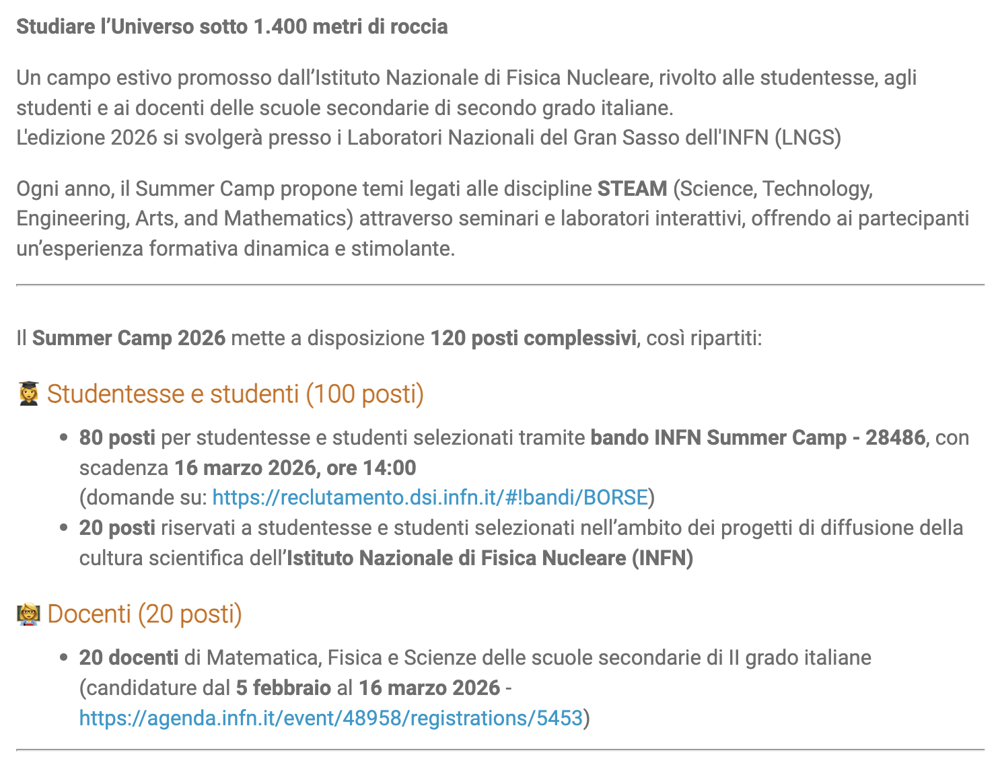 Studiare l’Universo sotto 1.400 metri di roccia
Un campo estivo promosso dall’Istituto Nazionale di Fisica Nucleare, rivolto alle studentesse, agli
studenti e ai docenti delle scuole secondarie di secondo grado italiane.
L'edizione 2026 si svolgerà presso i Laboratori Nazionali del Gran Sasso dell'INFN (LNGS)
Ogni anno, il Summer Camp propone temi legati alle discipline STEAM (Science, Technology,
Engineering, Arts, and Mathematics) attraverso seminari e laboratori interattivi, offrendo ai partecipanti
un’esperienza formativa dinamica e stimolante.
Il Summer Camp 2026 mette a disposizione 120 posti complessivi, così ripartiti:
Studentesse e studenti (100 posti)
• 80 posti per studentesse e studenti selezionati tramite bando INFN Summer Camp - 28486, con
scadenza 16 marzo 2026, ore 14:00
(domande su: https://reclutamento.dsi.infn.it/#!bandi/BORSE)
• 20 posti riservati a studentesse e studenti selezionati nell’ambito dei progetti di diffusione della
cultura scientifica dell’Istituto Nazionale di Fisica Nucleare (INFN)
Docenti (20 posti)
• 20 docenti di Matematica, Fisica e Scienze delle scuole secondarie di II grado italiane
(candidature dal 5 febbraio al 16 marzo 2026 -
https://agenda.infn.it/event/48958/registrations/5453)